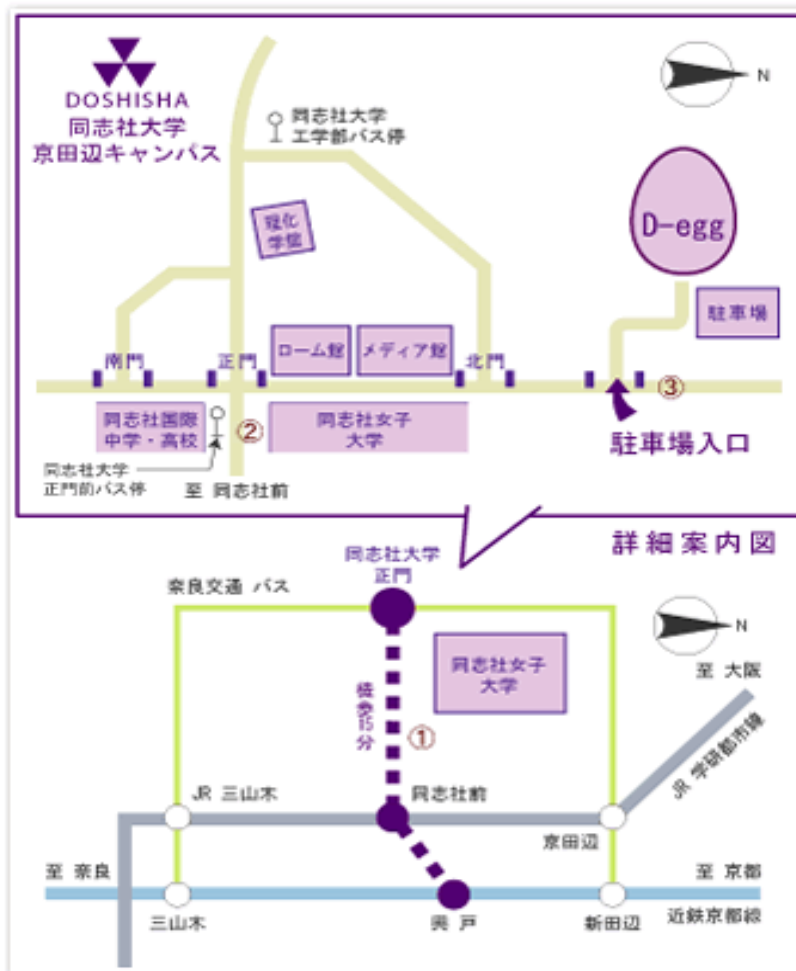 DOSHISHA
同志社大学
京田辺キャンパス
N
同志社大学
工学部バス停
理化
学館
D-egg
駐車場
ローム館
メディア館
南門
正門
北門
③
同志社国際
中学・高校
②
同志社女子
大学
駐車場入口
同志社大学
正門前バス停
至 同志社前
詳細案内図
同志社大学
正門
奈良交通 バス
N
同志社女子
大学
至 大阪
徒歩15分
①
JR 学研都市線
JR 三山木
同志社前
京田辺
至 奈良
至 京都
三山木
興戸
新田辺
近鉄京都線